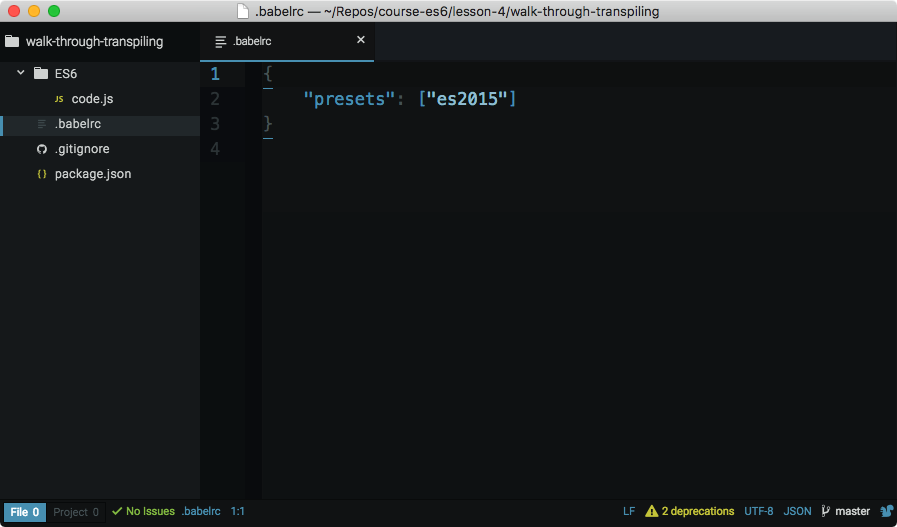 .babelrc — ~/Repos/course-es6/lesson-4/walk-through-transpiling
walk-through-transpiling
.babelrc ×
ES6
JS code.js
.babelrc
.gitignore
{} package.json
1 {
2 "presets": ["es2015"]
3 }
4
File 0 Project 0 No Issues .babelrc 1:1 LF 2 deprecations UTF-8 JSON master